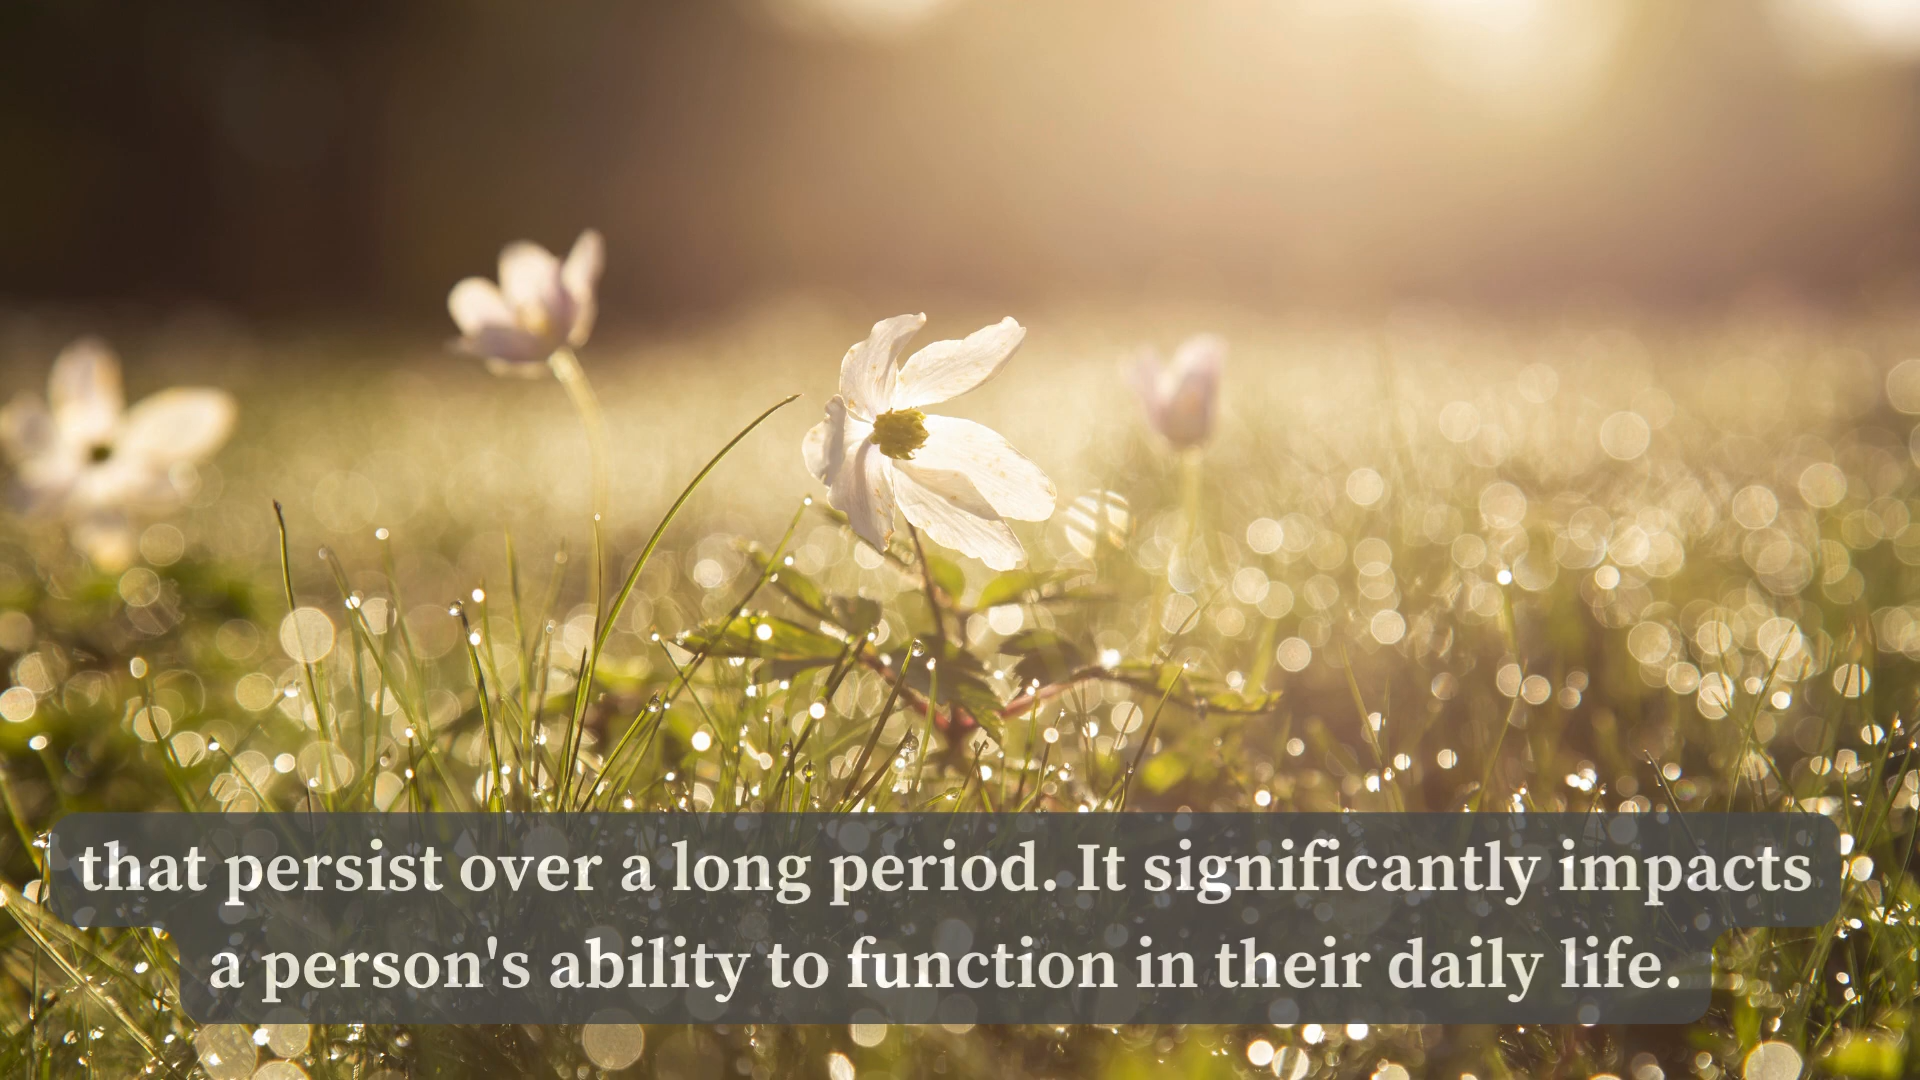 that persist over a long period. It significantly impacts
a person's ability to function in their daily life.